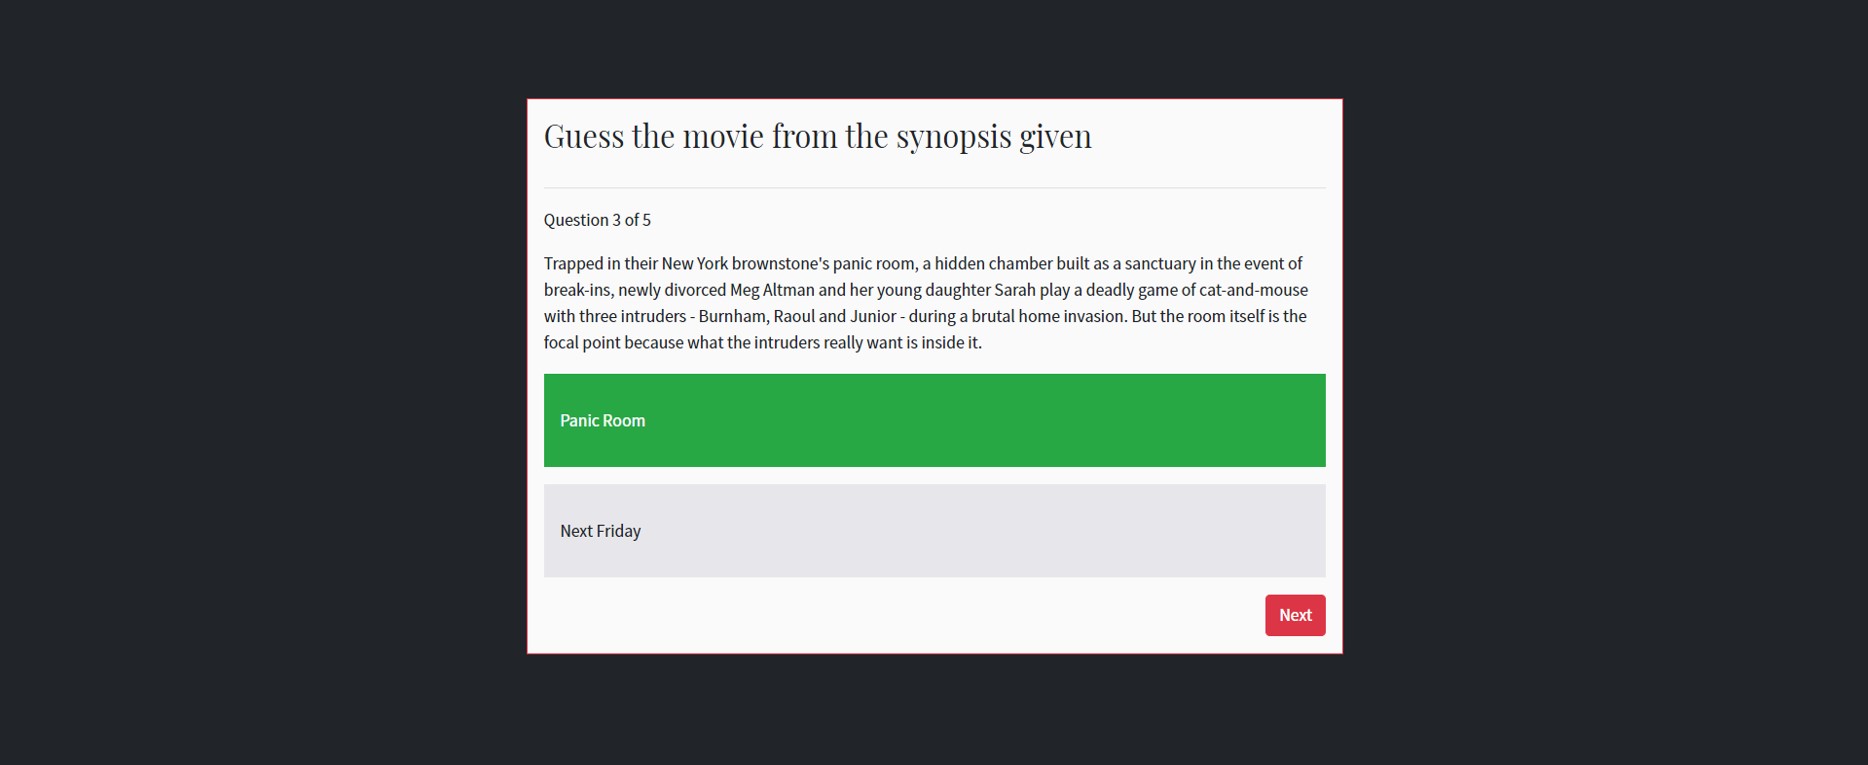 Guess the movie from the synopsis given
Question 3 of 5
Trapped in their New York brownstone's panic room, a hidden chamber built as a sanctuary in the event of
break-ins, newly divorced Meg Altman and her young daughter Sarah play a deadly game of cat-and-mouse
with three intruders - Burnham, Raoul and Junior - during a brutal home invasion. But the room itself is the
focal point because what the intruders really want is inside it.
Panic Room
Next Friday
Next